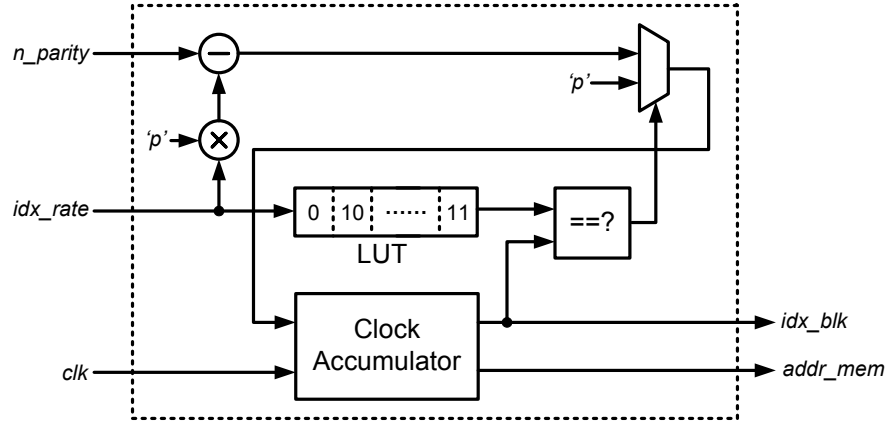 n_parity
−
'p'
'p'
×
idx_rate
0 10 ...... 11
==?
LUT
Clock
Accumulator
idx_blk
clk
addr_mem